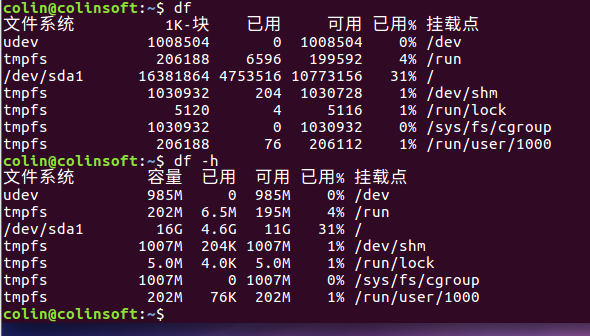 colin@colinsoft:~$ df
文件系统 1K-块 已用 可用 已用% 挂载点
udev 1008504 0 1008504 0% /dev
tmpfs 206188 6596 199592 4% /run
/dev/sda1 16381864 4753516 10773156 31% /
tmpfs 1030932 204 1030728 1% /dev/shm
tmpfs 5120 4 5116 1% /run/lock
tmpfs 1030932 0 1030932 0% /sys/fs/cgroup
tmpfs 206188 76 206112 1% /run/user/1000
colin@colinsoft:~$ df -h
文件系统 容量 已用 可用 已用% 挂载点
udev 985M 0 985M 0% /dev
tmpfs 202M 6.5M 195M 4% /run
/dev/sda1 16G 4.6G 11G 31% /
tmpfs 1007M 204K 1007M 1% /dev/shm
tmpfs 5.0M 4.0K 5.0M 1% /run/lock
tmpfs 1007M 0 1007M 0% /sys/fs/cgroup
tmpfs 202M 76K 202M 1% /run/user/1000
colin@colinsoft:~$